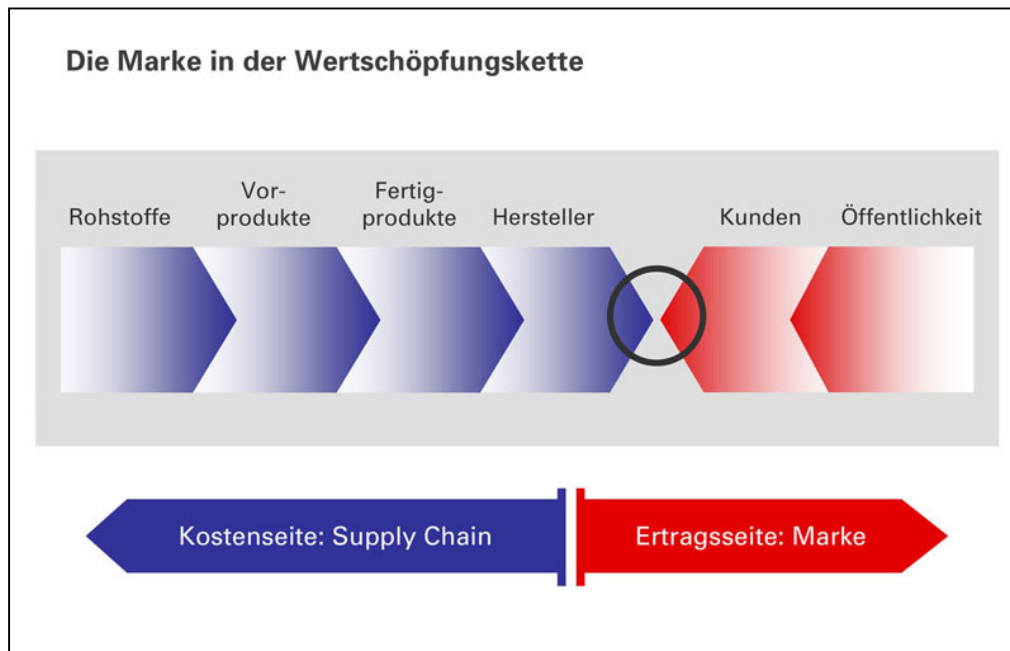 Die Marke in der Wertschöpfungskette
Rohstoffe
Vor-
produkte
Fertig-
produkte
Hersteller
Kunden
Öffentlichkeit
Kostenseite: Supply Chain
Ertragsseite: Marke